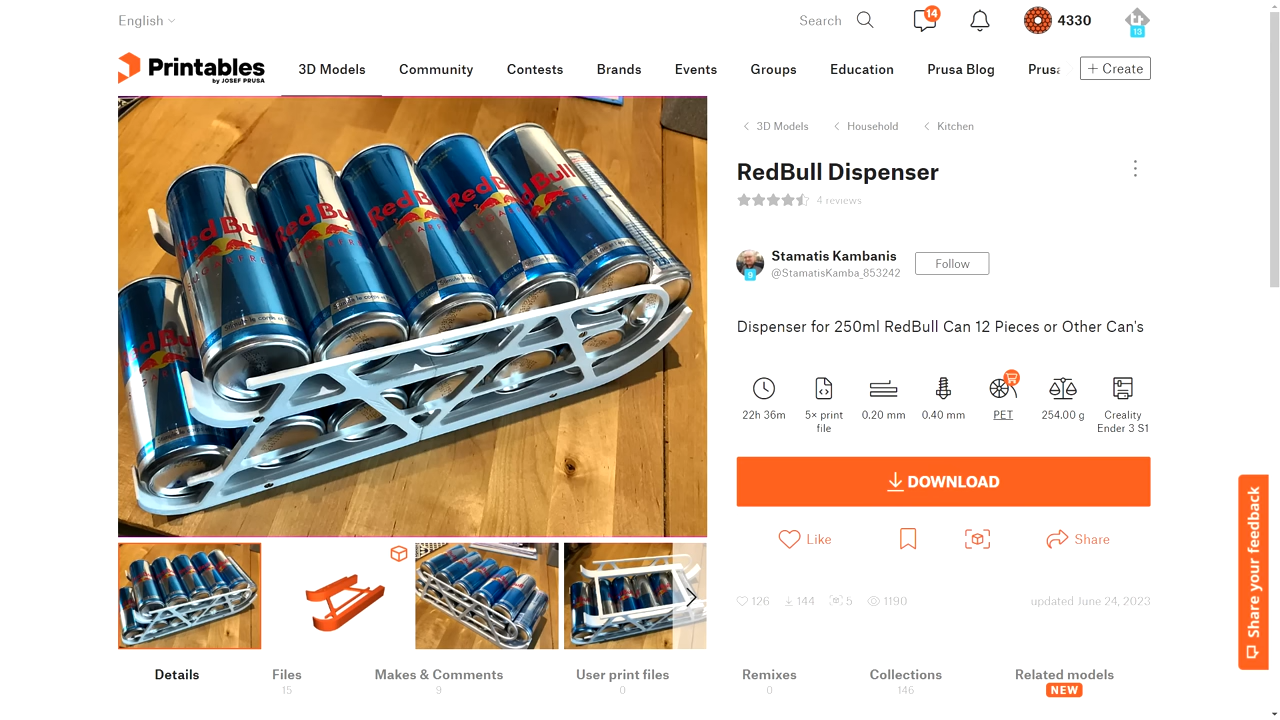 English
Search
14
4330
13
Printables
by JOSEF PRUSA
3D Models
Community
Contests
Brands
Events
Groups
Education
Prusa Blog
Prusa
+ Create
3D Models
Household
Kitchen
RedBull Dispenser
4 reviews
Stamatis Kambanis
@StamatisKamba_853242
9
Follow
Dispenser for 250ml RedBull Can 12 Pieces or Other Can's
22h 36m
5× print file
0.20 mm
0.40 mm
PET
254.00 g
Creality Ender 3 S1
DOWNLOAD
Like
Share
126
144
5
1190
updated June 24, 2023
Share your feedback
Details
Files
15
Makes & Comments
9
User print files
0
Remixes
0
Collections
146
Related models
NEW